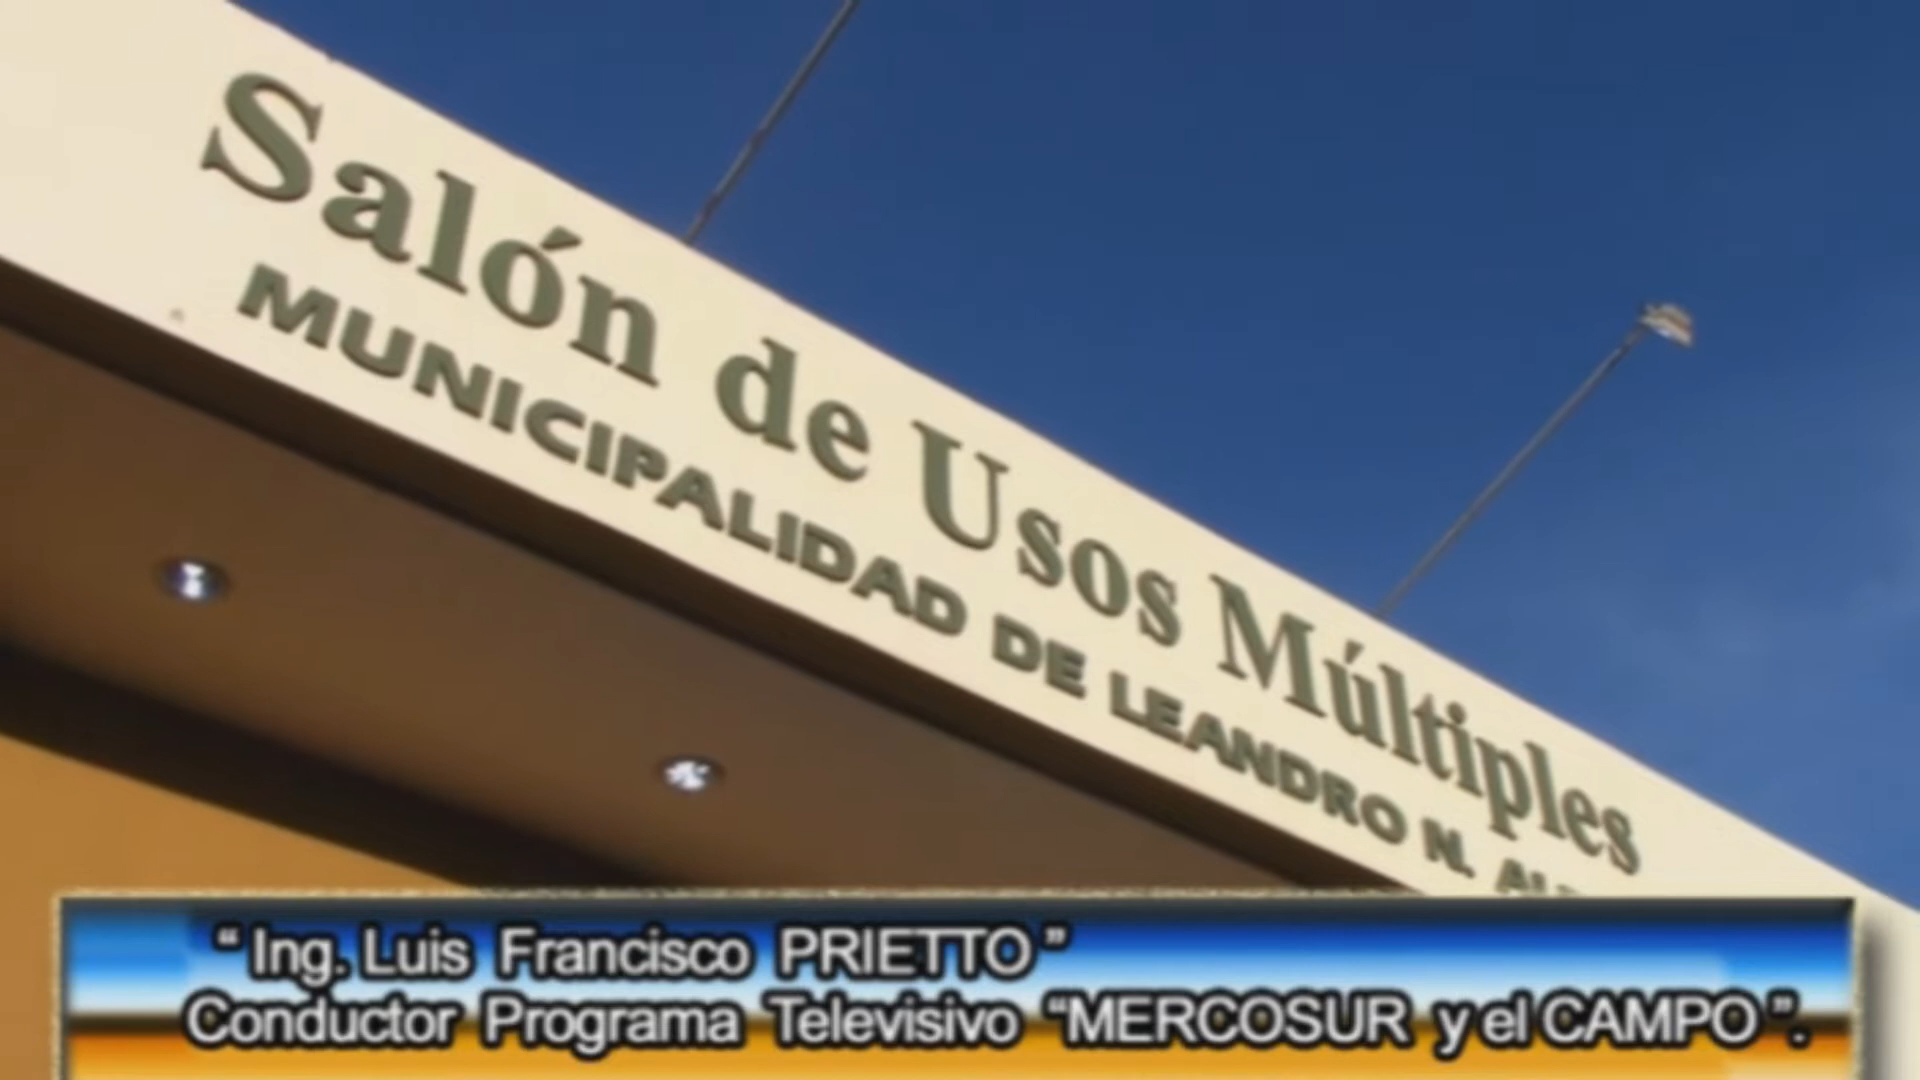 Salón de Usos Múltiples
MUNICIPALIDAD DE LEANDRO N.
“ Ing. Luis Francisco PRIETTO ”
Conductor Programa Televisivo “MERCOSUR y el CAMPO ”.